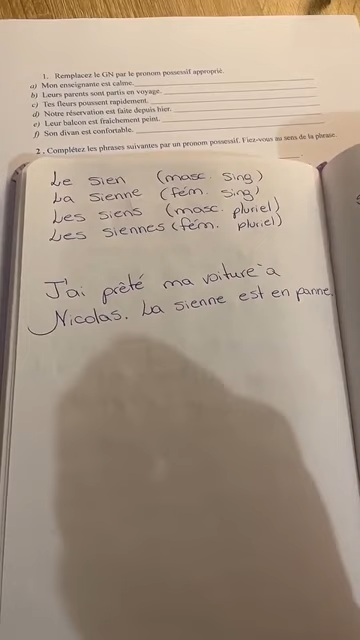 1. Remplacez le GN par le pronom possessif approprié.
a) Mon enseignante est calme.
b) Leurs parents sont partis en voyage.
c) Tes fleurs poussent rapidement.
d) Notre réservation est faite depuis hier.
e) Leur balcon est fraîchement peint.
f) Son divan est confortable.
2. Complétez les phrases suivantes par un pronom possessif. Fiez-vous au sens de la phrase.
Le sien (masc. sing)
La sienne (fém. sing)
Les siens (masc. pluriel)
Les siennes (fém. pluriel)
J'ai prêté ma voiture à
Nicolas. La sienne est en panne.